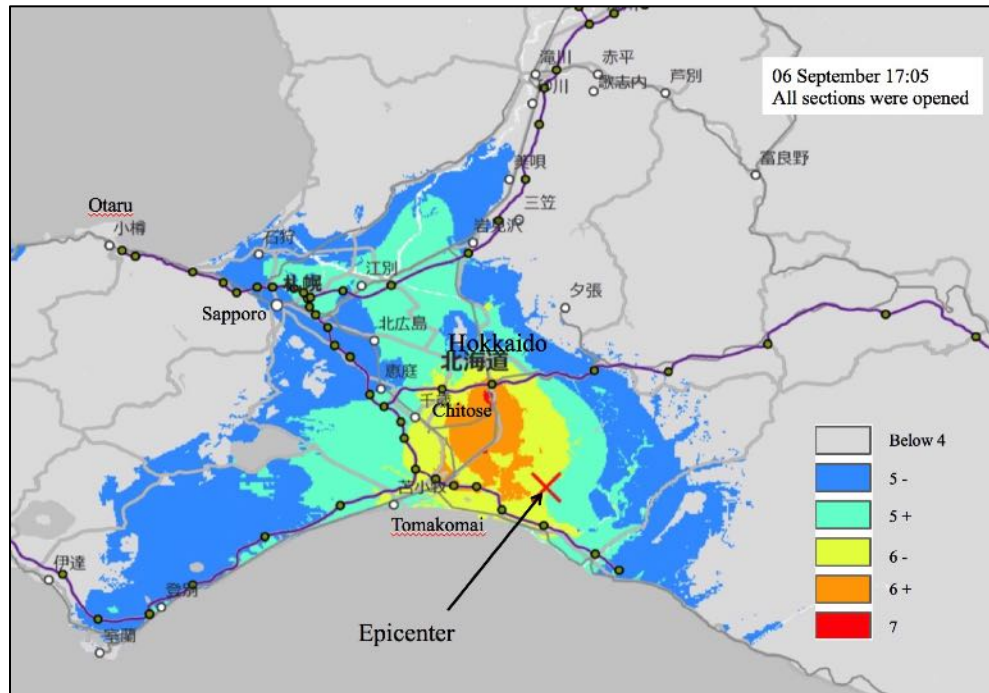 滝川
赤平
砂川
歌志内
芦別
06 September 17:05
All sections were opened
美唄
富良野
三笠
Otaru
小樽
石狩
岩見沢
札幌
江別
夕張
Sapporo
北広島
Hokkaido
北海道
恵庭
千歳
Chitose
苫小牧
Tomakomai
伊達
登別
室蘭
Epicenter
Below 4
5 -
5 +
6 -
6 +
7